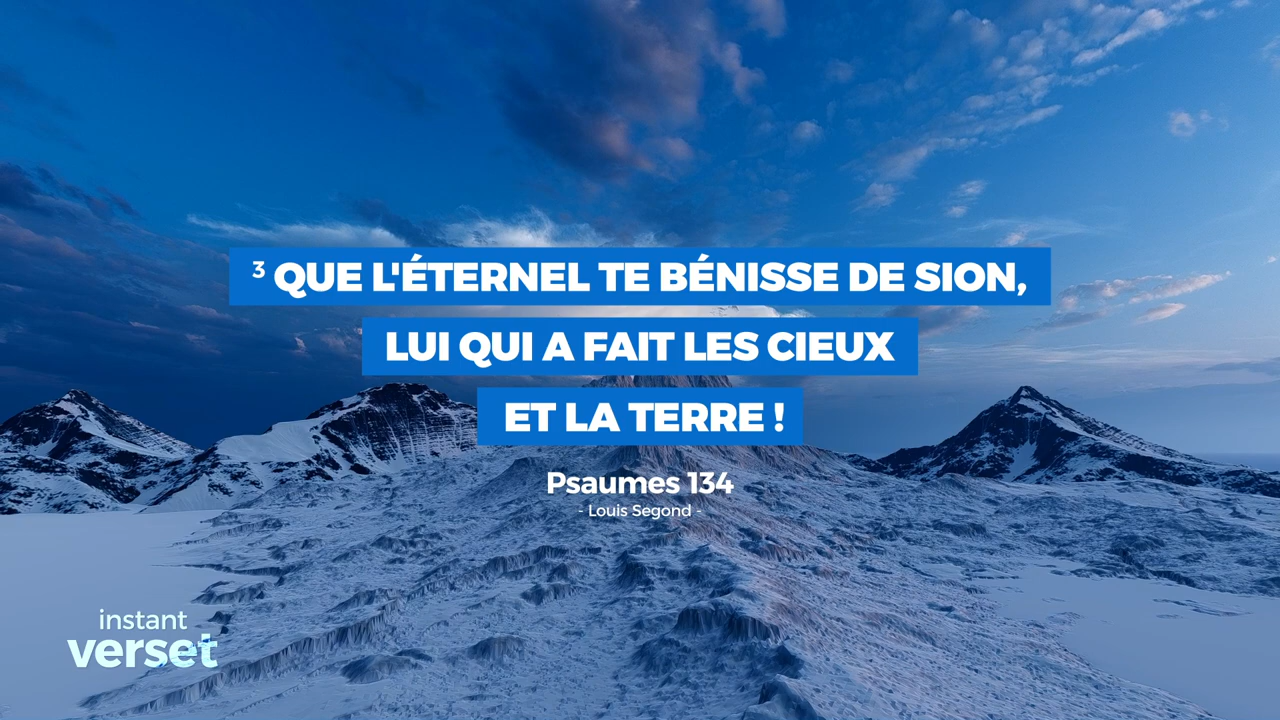 ³ QUE L'ÉTERNEL TE BÉNISSE DE SION,
LUI QUI A FAIT LES CIEUX
ET LA TERRE !
Psaumes 134
- Louis Segond -
instant
verset